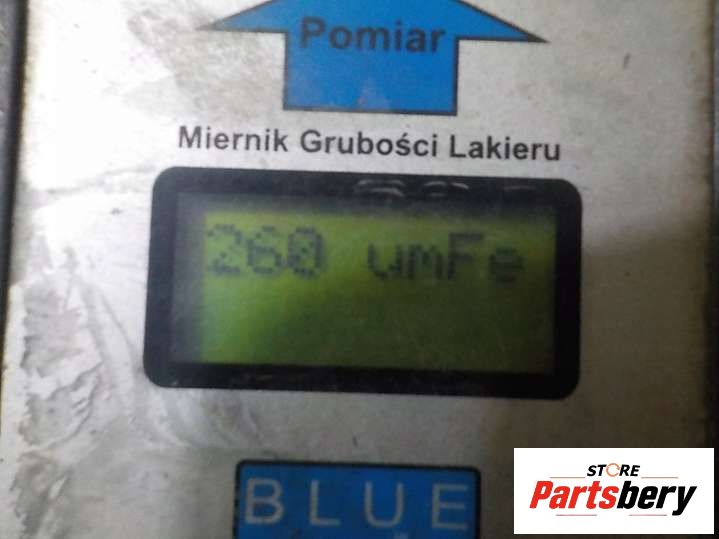 Pomiar
Miernik Grubości Lakieru
260 umFe
BLUE
STORE
Partsbery